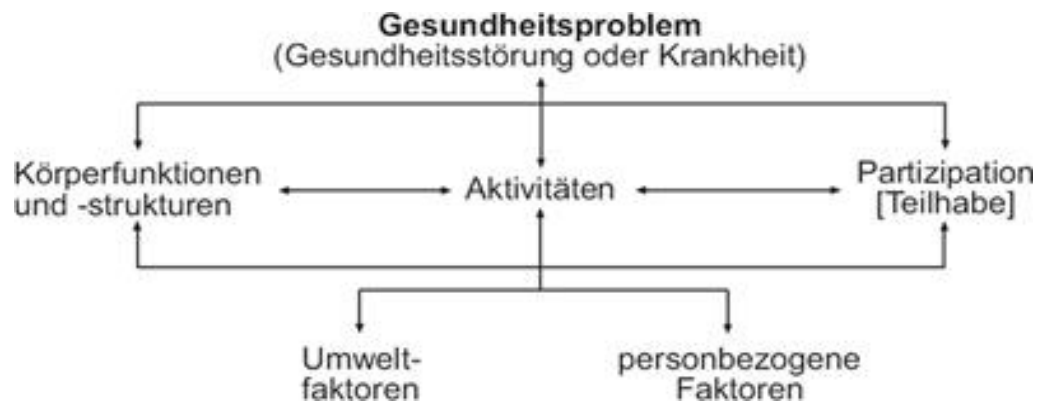 Gesundheitsproblem
(Gesundheitsstörung oder Krankheit)
Körperfunktionen
und -strukturen
Aktivitäten
Partizipation
[Teilhabe]
Umwelt-
faktoren
personbezogene
Faktoren